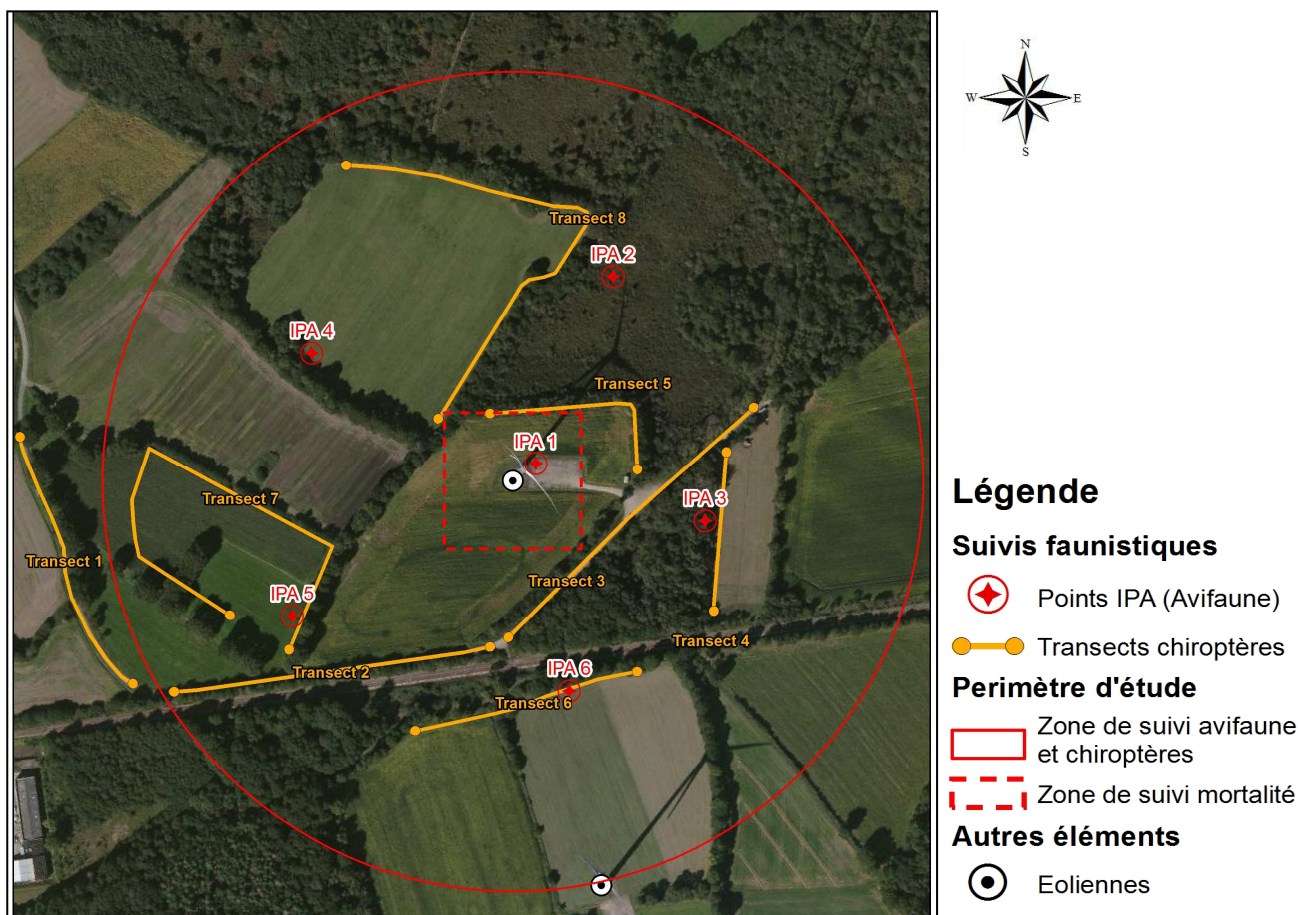 N
W
E
S
Transect 8
IPA 2
IPA 4
Transect 5
IPA 1
Transect 7
IPA 3
Transect 1
Transect 3
IPA 5
Transect 4
Transect 2
IPA 6
Transect 6
Légende
Suivis faunistiques
Points IPA (Avifaune)
Transects chiroptères
Perimètre d'étude
Zone de suivi avifaune
et chiroptères
Zone de suivi mortalité
Autres éléments
Eoliennes